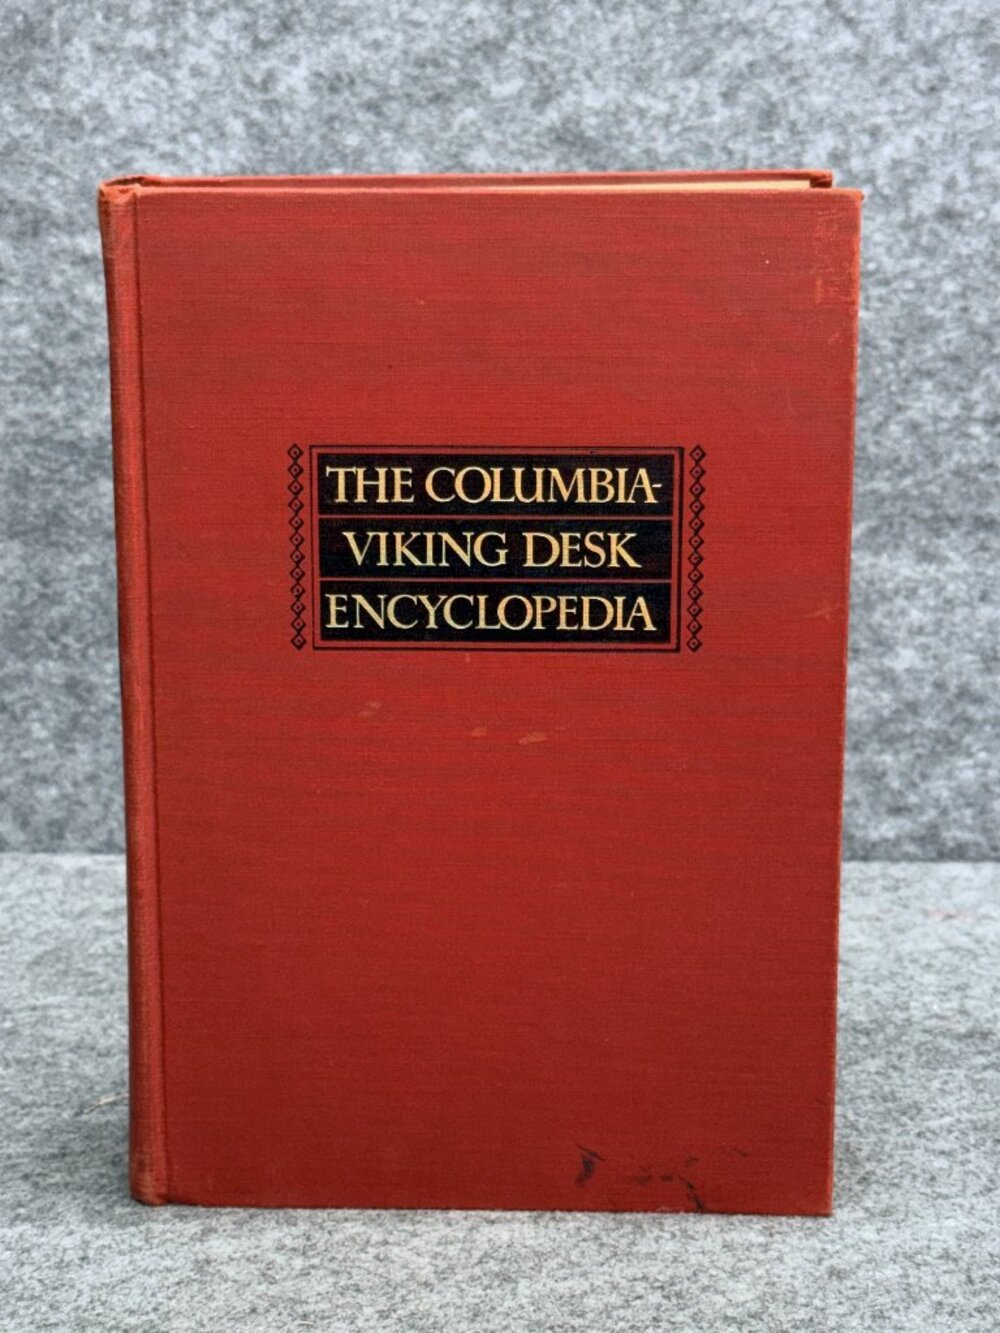 THE COLUMBIA-
VIKING DESK
ENCYCLOPEDIA